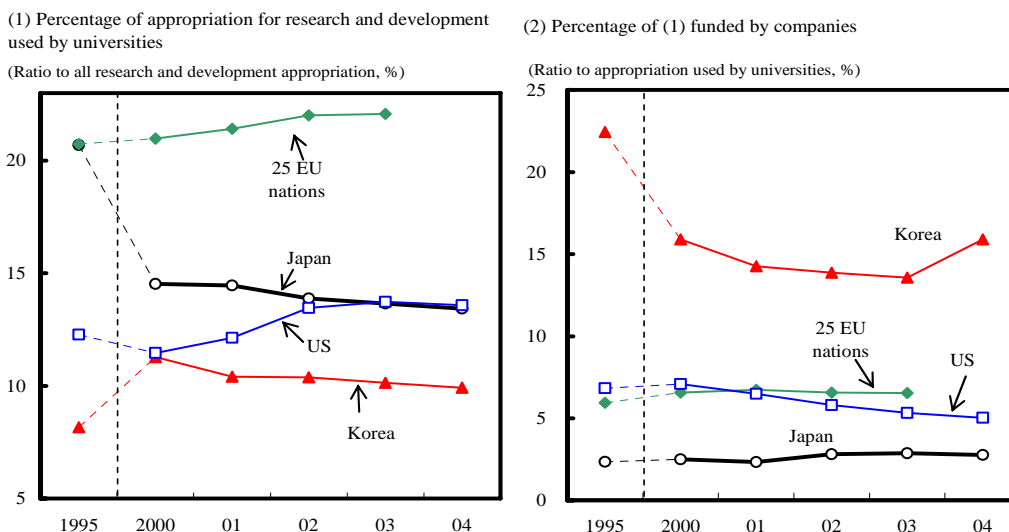 (1) Percentage of appropriation for research and development
used by universities
(Ratio to all research and development appropriation, %)
20
15
10
5
25 EU
nations
Japan
US
Korea
1995 2000 01 02 03 04
(2) Percentage of (1) funded by companies
(Ratio to appropriation used by universities, %)
25
20
15
10
5
0
Korea
25 EU
nations
US
Japan
1995 2000 01 02 03 04